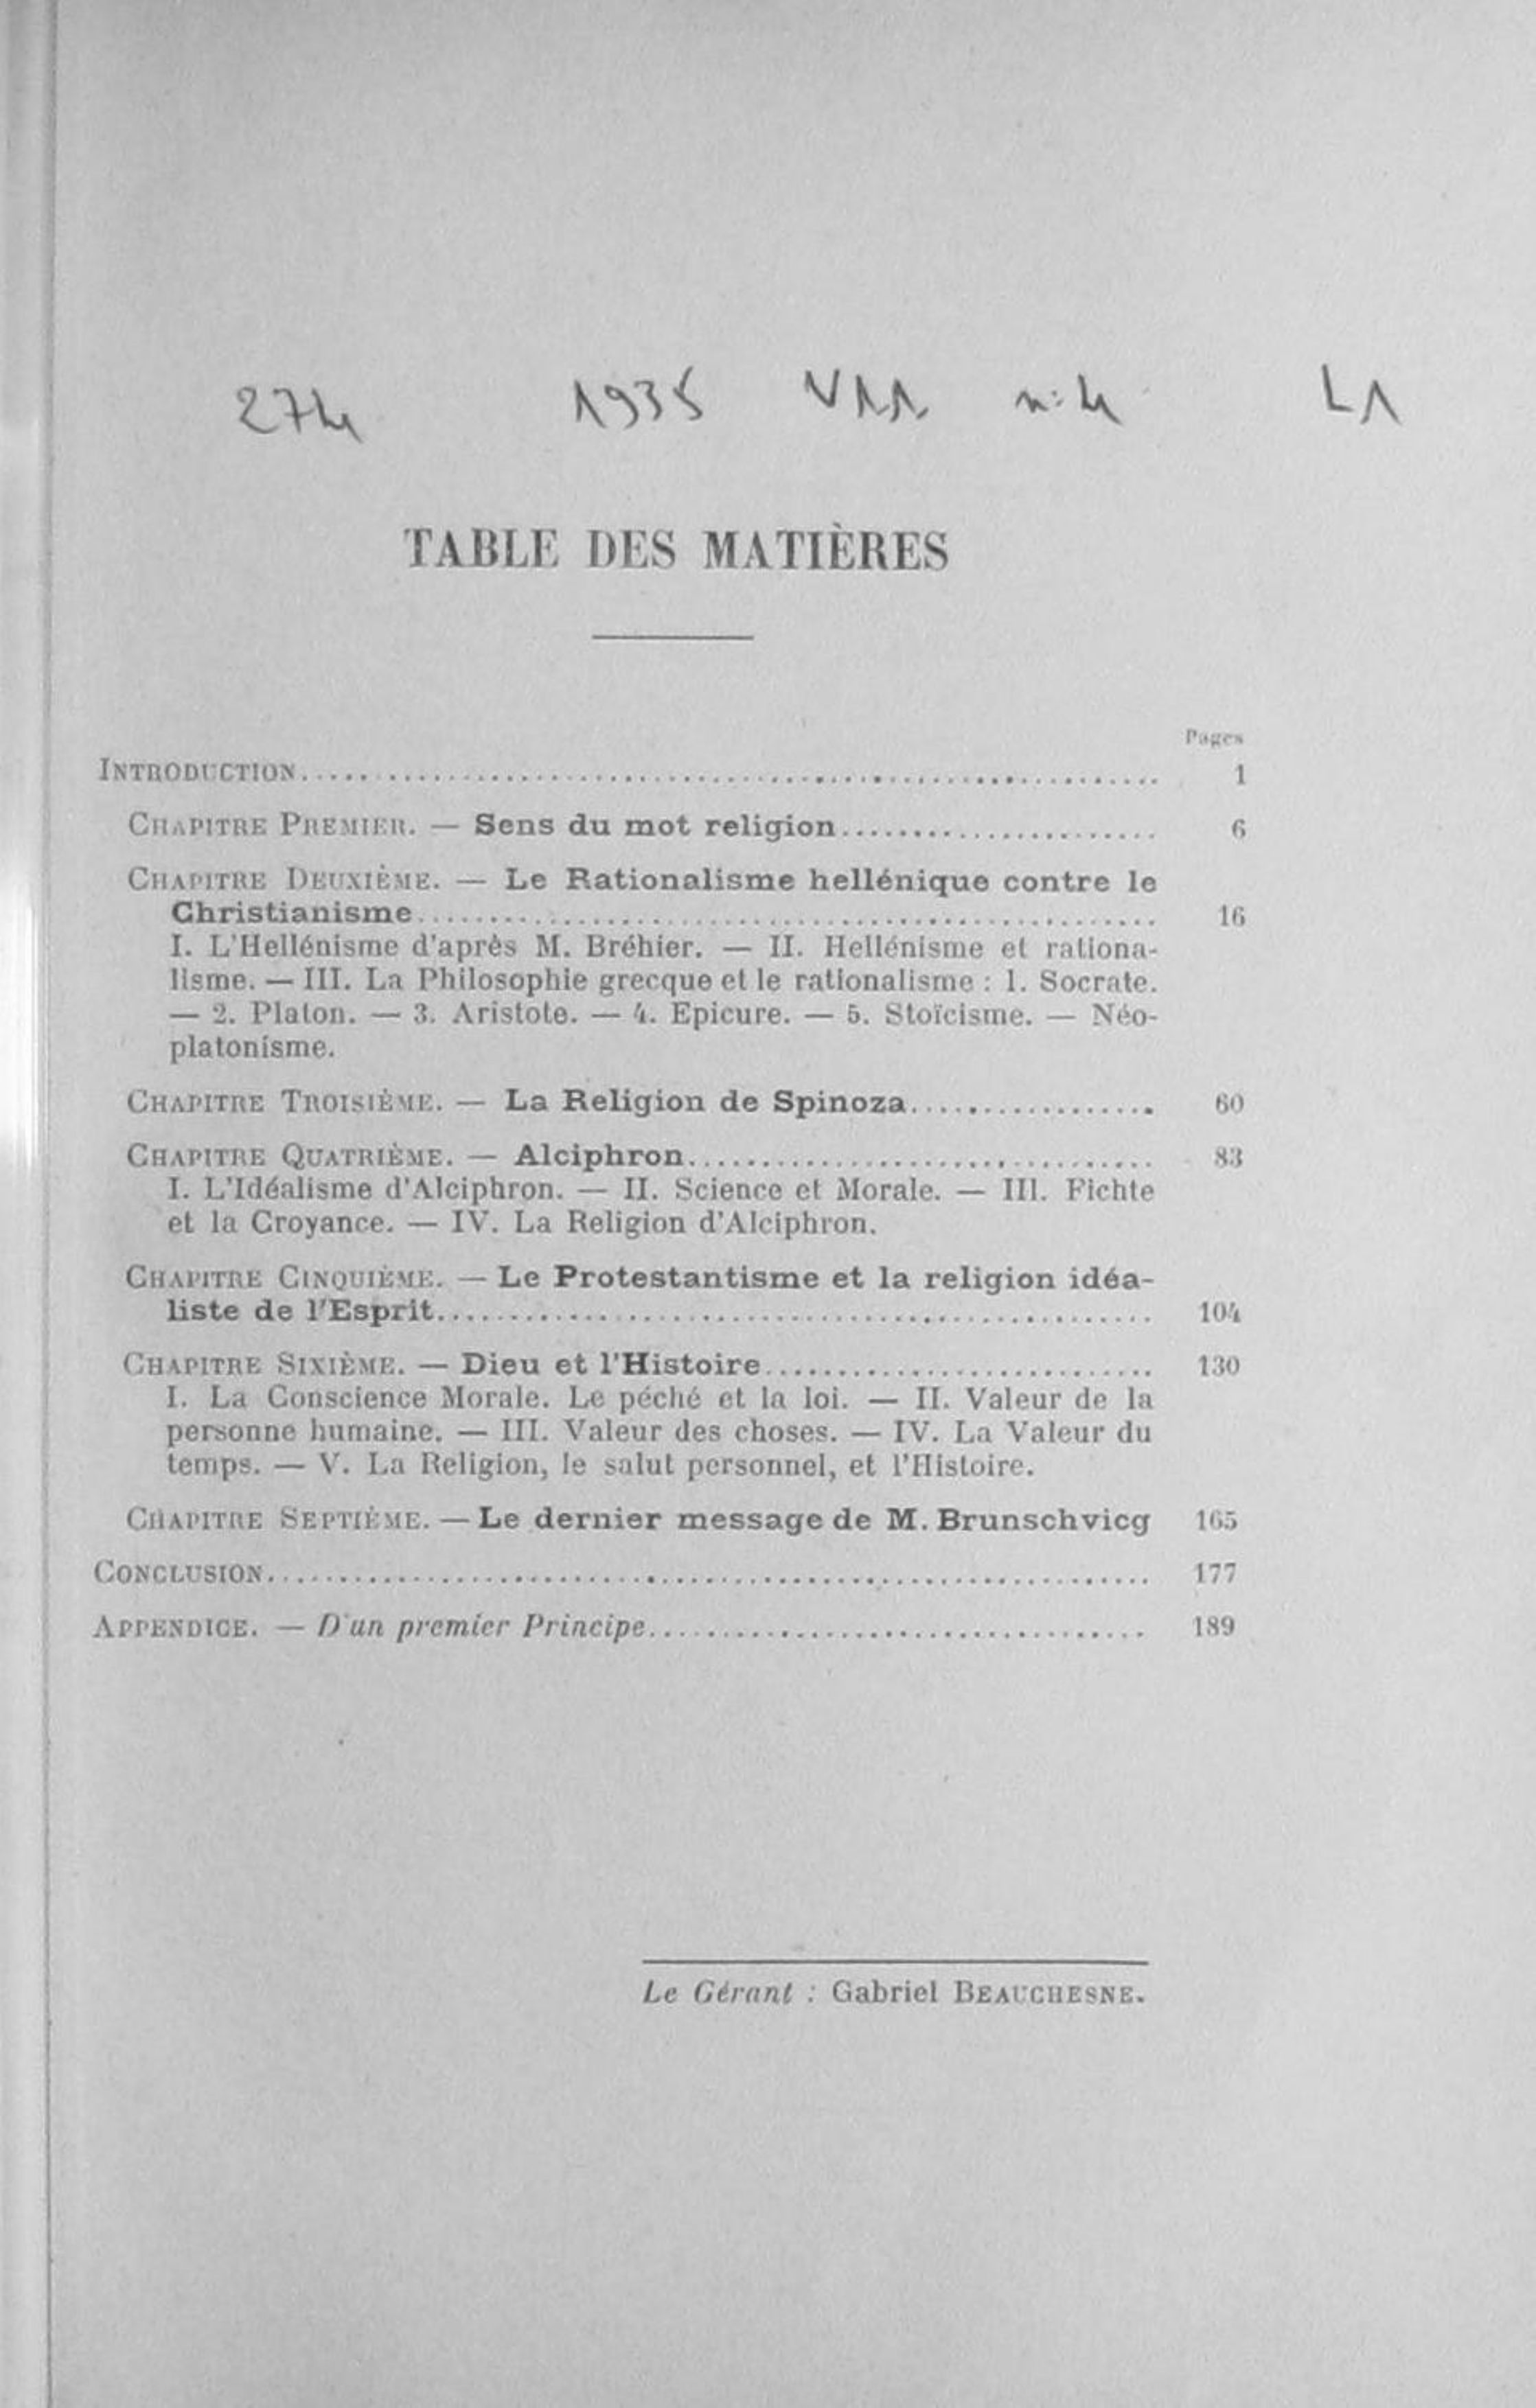 274 1935 V11 n:4 L1
TABLE DES MATIÈRES
Pages
INTRODUCTION........ 1
CHAPITRE PREMIER. — Sens du mot religion........ 6
CHAPITRE DEUXIÈME. — Le Rationalisme hellénique contre le
Christianisme........ 16
I. L'Hellénisme d'après M. Bréhier. — II. Hellénisme et rationa-
lisme. — III. La Philosophie grecque et le rationalisme : 1. Socrate.
— 2. Platon. — 3. Aristote. — 4. Epicure. — 5. Stoïcisme. — Néo-
platonisme.
CHAPITRE TROISIÈME. — La Religion de Spinoza........ 60
CHAPITRE QUATRIÈME. — Alciphron........ 83
I. L'Idéalisme d'Alciphron. — II. Science et Morale. — III. Fichte
et la Croyance. — IV. La Religion d'Alciphron.
CHAPITRE CINQUIÈME. — Le Protestantisme et la religion idéa-
liste de l'Esprit........ 104
CHAPITRE SIXIÈME. — Dieu et l'Histoire........ 130
I. La Conscience Morale. Le péché et la loi. — II. Valeur de la
personne humaine. — III. Valeur des choses. — IV. La Valeur du
temps. — V. La Religion, le salut personnel, et l'Histoire.
CHAPITRE SEPTIÈME. — Le dernier message de M. Brunschvicg 165
CONCLUSION........ 177
APPENDICE. — D'un premier Principe........ 189
Le Gérant : Gabriel BEAUCHESNE.